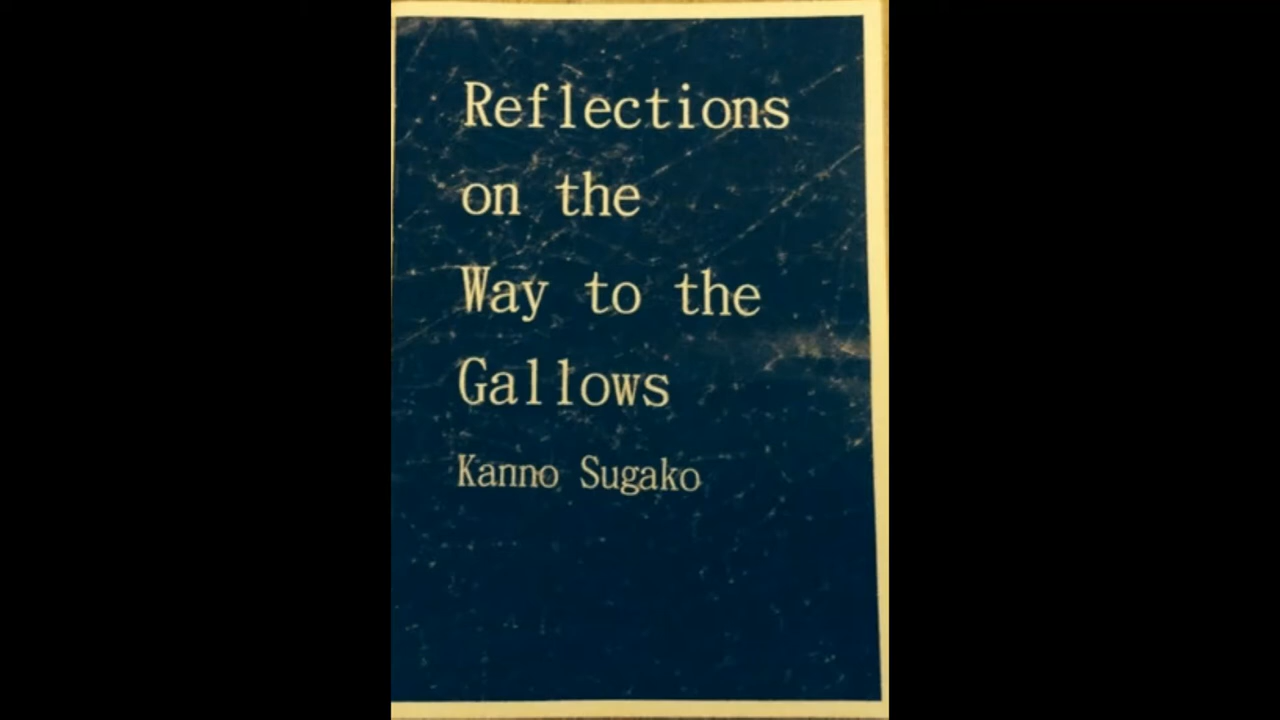 Reflections
on the
Way to the
Gallows
Kanno Sugako